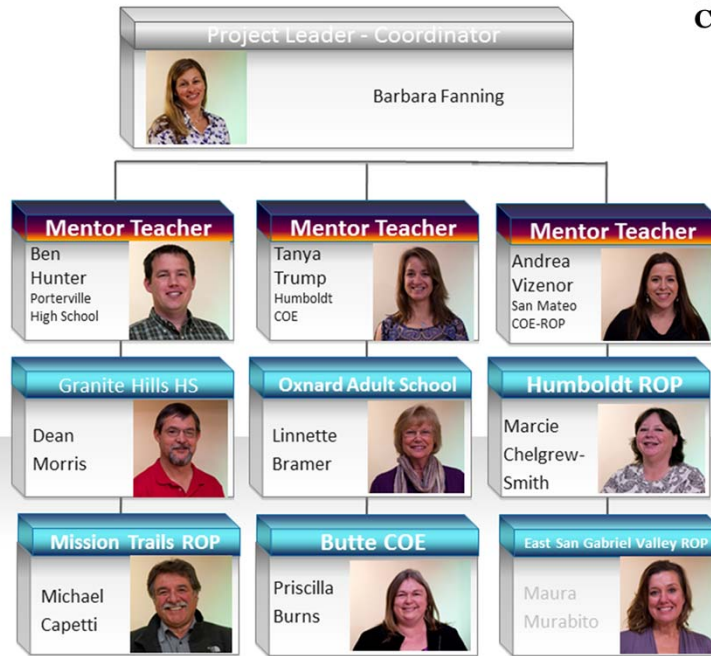 C
Project Leader - Coordinator
Barbara Fanning
Mentor Teacher
Ben
Hunter
Porterville
High School
Mentor Teacher
Tanya
Trump
Humboldt
COE
Mentor Teacher
Andrea
Vizenor
San Mateo
COE-ROP
Granite Hills HS
Dean
Morris
Oxnard Adult School
Linnette
Bramer
Humboldt ROP
Marcie
Chelgrew-
Smith
Mission Trails ROP
Michael
Capetti
Butte COE
Priscilla
Burns
East San Gabriel Valley ROP
Maura
Murabito